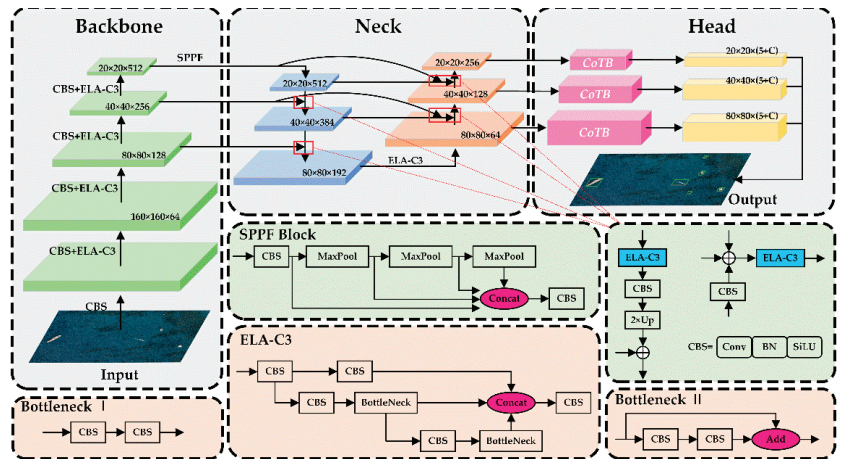 Backbone
20×20×512
CBS+ELA-C3
40×40×256
CBS+ELA-C3
80×80×128
CBS+ELA-C3
160×160×64
CBS+ELA-C3
CBS
Input
SPPF
Neck
20×20×512
40×40×384
80×80×192
ELA-C3
20×20×256
40×40×128
80×80×64
Head
CoTB
CoTB
CoTB
20×20×(5+C)
40×40×(5+C)
80×80×(5+C)
Output
SPPF Block
CBS
MaxPool
MaxPool
MaxPool
Concat
CBS
ELA-C3
CBS
2×Up
ELA-C3
CBS
CBS=
Conv
BN
SiLU
ELA-C3
CBS
CBS
CBS
BottleNeck
Concat
CBS
CBS
BottleNeck
Bottleneck Ⅰ
CBS
CBS
Bottleneck Ⅱ
CBS
CBS
Add